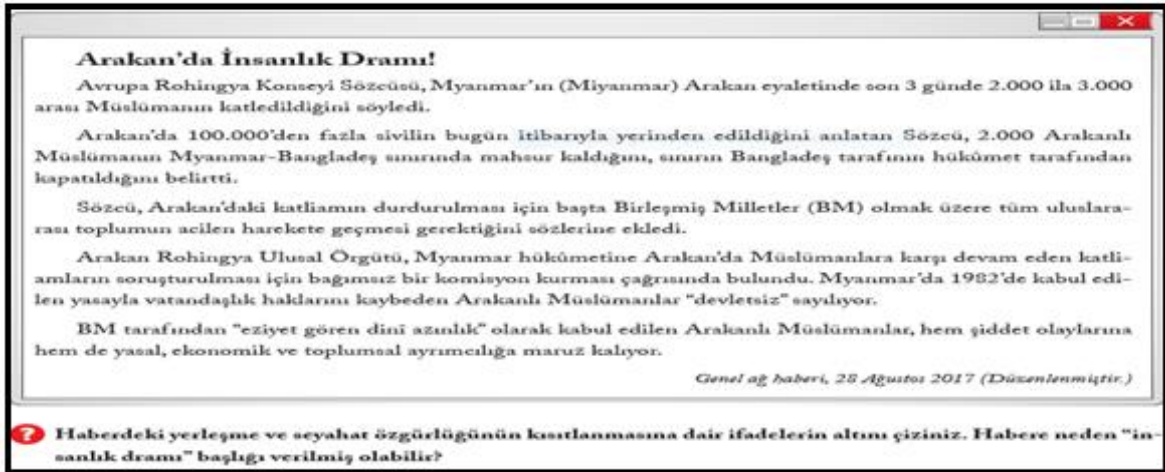 Arakan'da İnsanlık Dramı!
Avrupa Rohingya Konseyi Sözcüsü, Myanmar'ın (Miyanmar) Arakan eyaletinde son 3 günde 2.000 ila 3.000
arası Müslümanın katledildiğini söyledi.
Arakan'da 100.000'den fazla sivilin bugün itibarıyla yerinden edildiğini anlatan Sözcü, 2.000 Arakanlı
Müslümanın Myanmar-Bangladeş sınırında mahsur kaldığını, sınırın Bangladeş tarafının hükûmet tarafından
kapatıldığını belirtti.
Sözcü, Arakan'daki katliamın durdurulması için başta Birleşmiş Milletler (BM) olmak üzere tüm uluslara-
rası toplumun acilen harekete geçmesi gerektiğini sözlerine ekledi.
Arakan Rohingya Ulusal Örgütü, Myanmar hükûmetine Arakan'da Müslümanlara karşı devam eden katli-
amların soruşturulması için bağımsız bir komisyon kurması çağrısında bulundu. Myanmar'da 1982'de kabul edi-
len yasayla vatandaşlık haklarını kaybeden Arakanlı Müslümanlar "devletsiz" sayılıyor.
BM tarafından "eziyet gören dinî azınlık" olarak kabul edilen Arakanlı Müslümanlar, hem şiddet olaylarına
hem de yasal, ekonomik ve toplumsal ayrımcılığa maruz kalıyor.
Genel ağ haberi, 28 Ağustos 2017 (Düzenlenmiştir.)
? Haberdeki yerleşme ve seyahat özgürlüğünün kısıtlanmasına dair ifadelerin altını çiziniz. Habere neden "in-
sanlık dramı" başlığı verilmiş olabilir?